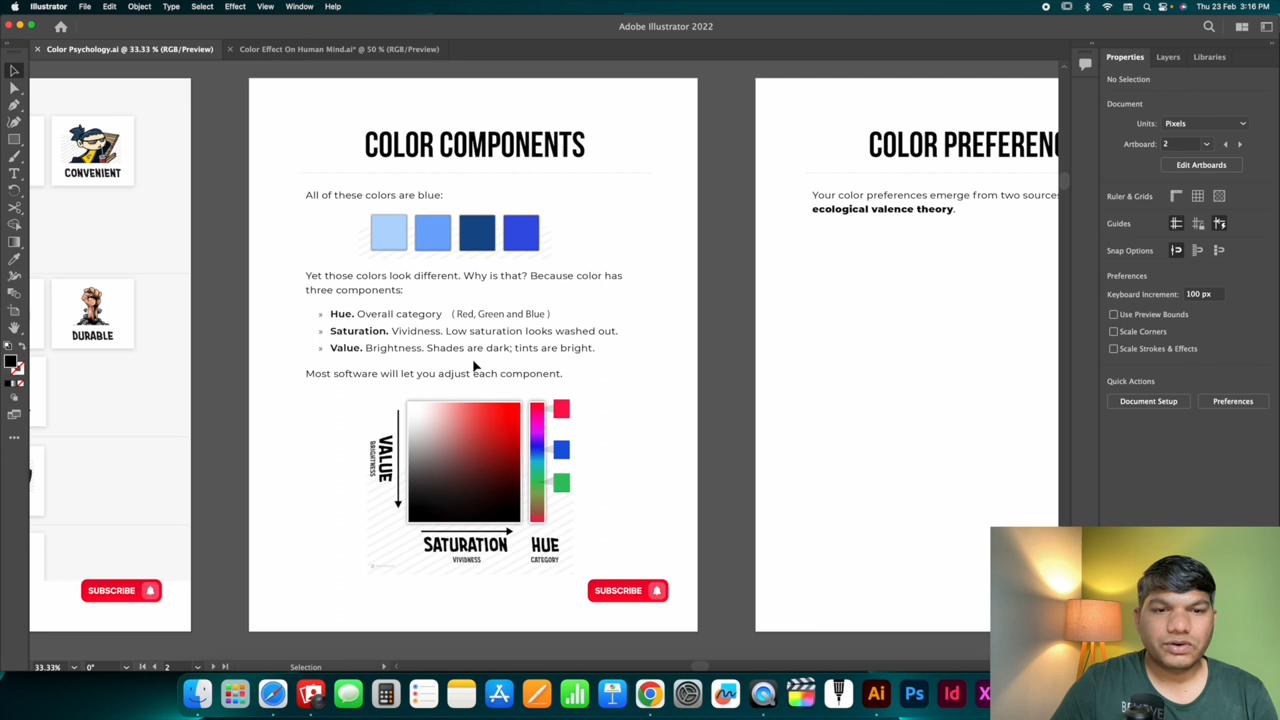 Illustrator File Edit Object Type Select Effect View Window Help
Thu 23 Feb 3:16 PM
Adobe Illustrator 2022
Color Psychology.ai @ 33.33 % (RGB/Preview)
Color Effect On Human Mind.ai* @ 50 % (RGB/Preview)
Properties Layers Libraries
No Selection
Document
Units: Pixels
Artboard: 2
Edit Artboards
Ruler & Grids
Guides
Snap Options
Preferences
Keyboard Increment: 100 px
Use Preview Bounds
Scale Corners
Scale Strokes & Effects
Quick Actions
Document Setup Preferences
CONVENIENT
DURABLE
SUBSCRIBE
COLOR COMPONENTS
All of these colors are blue:
Yet those colors look different. Why is that? Because color has
three components:
» Hue. Overall category ( Red, Green and Blue )
» Saturation. Vividness. Low saturation looks washed out.
» Value. Brightness. Shades are dark; tints are bright.
Most software will let you adjust each component.
VALUE
BRIGHTNESS
SATURATION
VIVIDNESS
HUE
CATEGORY
SUBSCRIBE
COLOR PREFEREN
Your color preferences emerge from two sources
ecological valence theory.
33.33% 0° 2 Selection
Ai Ps Id X